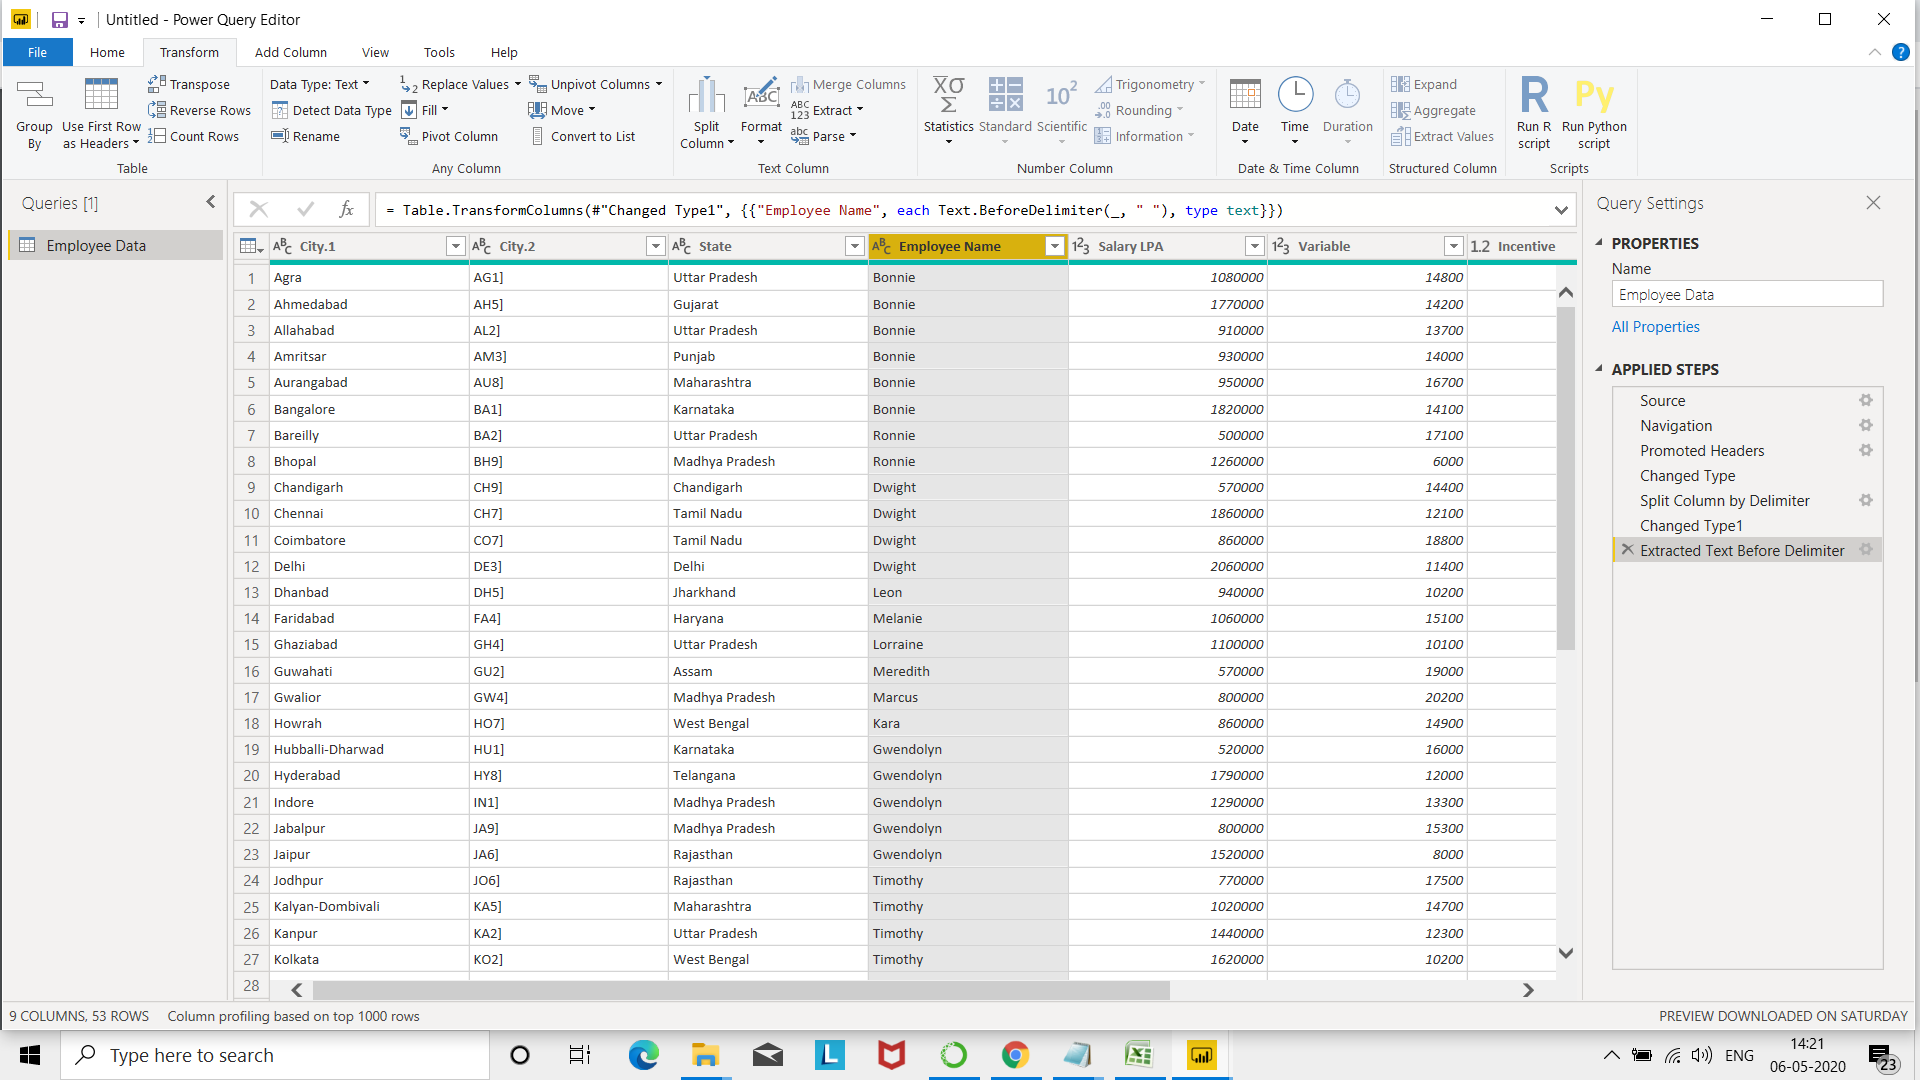 Untitled - Power Query Editor
File Home Transform Add Column View Tools Help
Group By
Use First Row as Headers
Transpose
Reverse Rows
Count Rows
Table
Data Type: Text
Detect Data Type
Rename
Replace Values
Fill
Pivot Column
Unpivot Columns
Move
Convert to List
Any Column
Split Column
Format
Merge Columns
Extract
Parse
Text Column
Statistics
Standard
Scientific
Trigonometry
Rounding
Information
Number Column
Date
Time
Duration
Date & Time Column
Expand
Aggregate
Extract Values
Structured Column
Run R script
Run Python script
Scripts
Queries [1]
Employee Data
fx = Table.TransformColumns(#"Changed Type1", {{"Employee Name", each Text.BeforeDelimiter(_, " "), type text}})
City.1 City.2 State Employee Name Salary LPA Variable 1.2 Incentive
1 Agra AG1] Uttar Pradesh Bonnie 1080000 14800
2 Ahmedabad AH5] Gujarat Bonnie 1770000 14200
3 Allahabad AL2] Uttar Pradesh Bonnie 910000 13700
4 Amritsar AM3] Punjab Bonnie 930000 14000
5 Aurangabad AU8] Maharashtra Bonnie 950000 16700
6 Bangalore BA1] Karnataka Bonnie 1820000 14100
7 Bareilly BA2] Uttar Pradesh Ronnie 500000 17100
8 Bhopal BH9] Madhya Pradesh Ronnie 1260000 6000
9 Chandigarh CH9] Chandigarh Dwight 570000 14400
10 Chennai CH7] Tamil Nadu Dwight 1860000 12100
11 Coimbatore CO7] Tamil Nadu Dwight 860000 18800
12 Delhi DE3] Delhi Dwight 2060000 11400
13 Dhanbad DH5] Jharkhand Leon 940000 10200
14 Faridabad FA4] Haryana Melanie 1060000 15100
15 Ghaziabad GH4] Uttar Pradesh Lorraine 1100000 10100
16 Guwahati GU2] Assam Meredith 570000 19000
17 Gwalior GW4] Madhya Pradesh Marcus 800000 20200
18 Howrah HO7] West Bengal Kara 860000 14900
19 Hubballi-Dharwad HU1] Karnataka Gwendolyn 520000 16000
20 Hyderabad HY8] Telangana Gwendolyn 1790000 12000
21 Indore IN1] Madhya Pradesh Gwendolyn 1290000 13300
22 Jabalpur JA9] Madhya Pradesh Gwendolyn 800000 15300
23 Jaipur JA6] Rajasthan Gwendolyn 1520000 8000
24 Jodhpur JO6] Rajasthan Timothy 770000 17500
25 Kalyan-Dombivali KA5] Maharashtra Timothy 1020000 14700
26 Kanpur KA2] Uttar Pradesh Timothy 1440000 12300
27 Kolkata KO2] West Bengal Timothy 1620000 10200
28
Query Settings
PROPERTIES
Name
Employee Data
All Properties
APPLIED STEPS
Source
Navigation
Promoted Headers
Changed Type
Split Column by Delimiter
Changed Type1
Extracted Text Before Delimiter
9 COLUMNS, 53 ROWS Column profiling based on top 1000 rows PREVIEW DOWNLOADED ON SATURDAY
Type here to search
ENG
14:21
06-05-2020
23